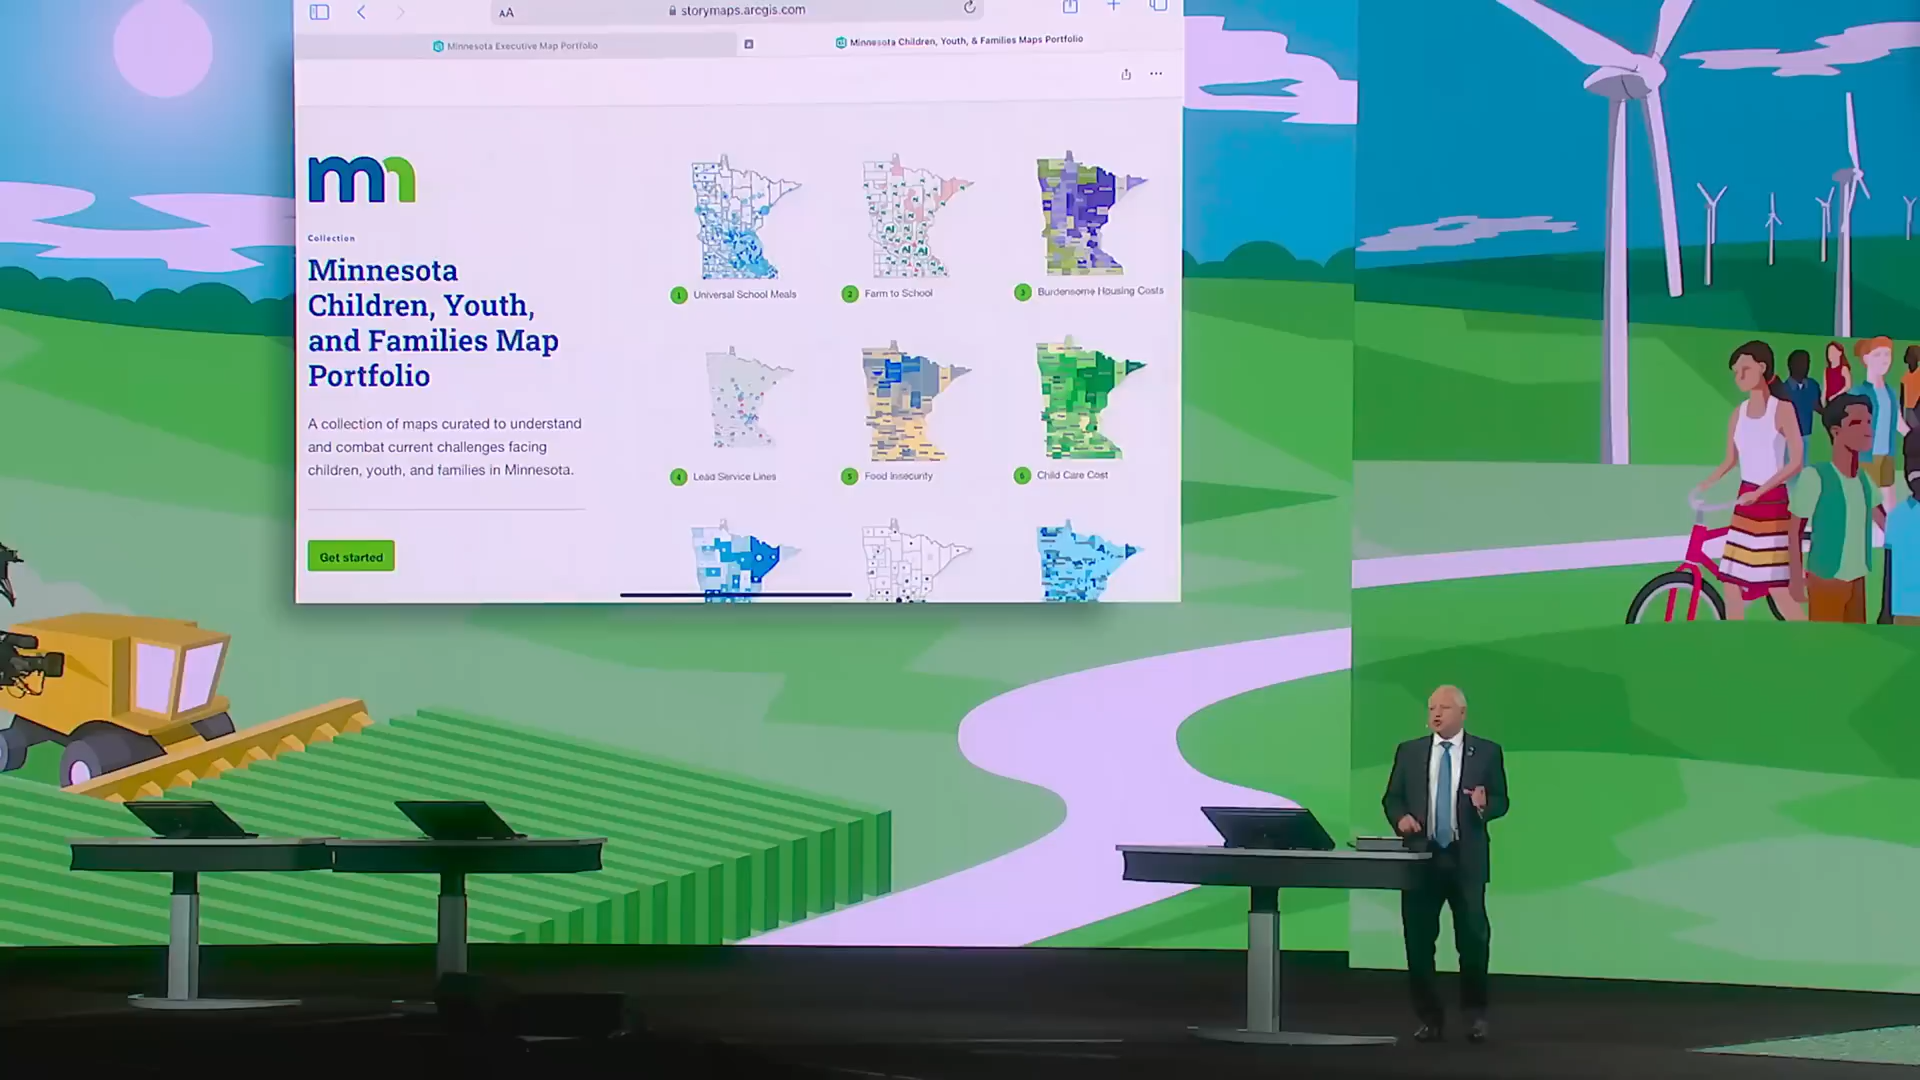 AA
storymaps.arcgis.com
Minnesota Executive Map Portfolio
Minnesota Children, Youth, & Families Maps Portfolio
mn
Collection
Minnesota
Children, Youth,
and Families Map
Portfolio
A collection of maps curated to understand
and combat current challenges facing
children, youth, and families in Minnesota.
Get started
1 Universal School Meals
2 Farm to School
3 Burdensome Housing Costs
4 Lead Service Lines
5 Food Insecurity
6 Child Care Cost